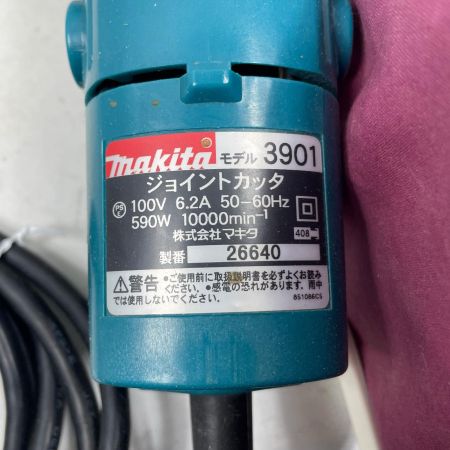 makita モデル 3901
ジョイントカッタ
PS E 100V 6.2A 50-60Hz
590W 10000min-1
株式会社マキタ 408
製番 26640
警告 •ご使用前に取扱説明書を必ずよくお読み
ください。•感電の恐れがあります。雨中
では使用しないでください。 851086C5